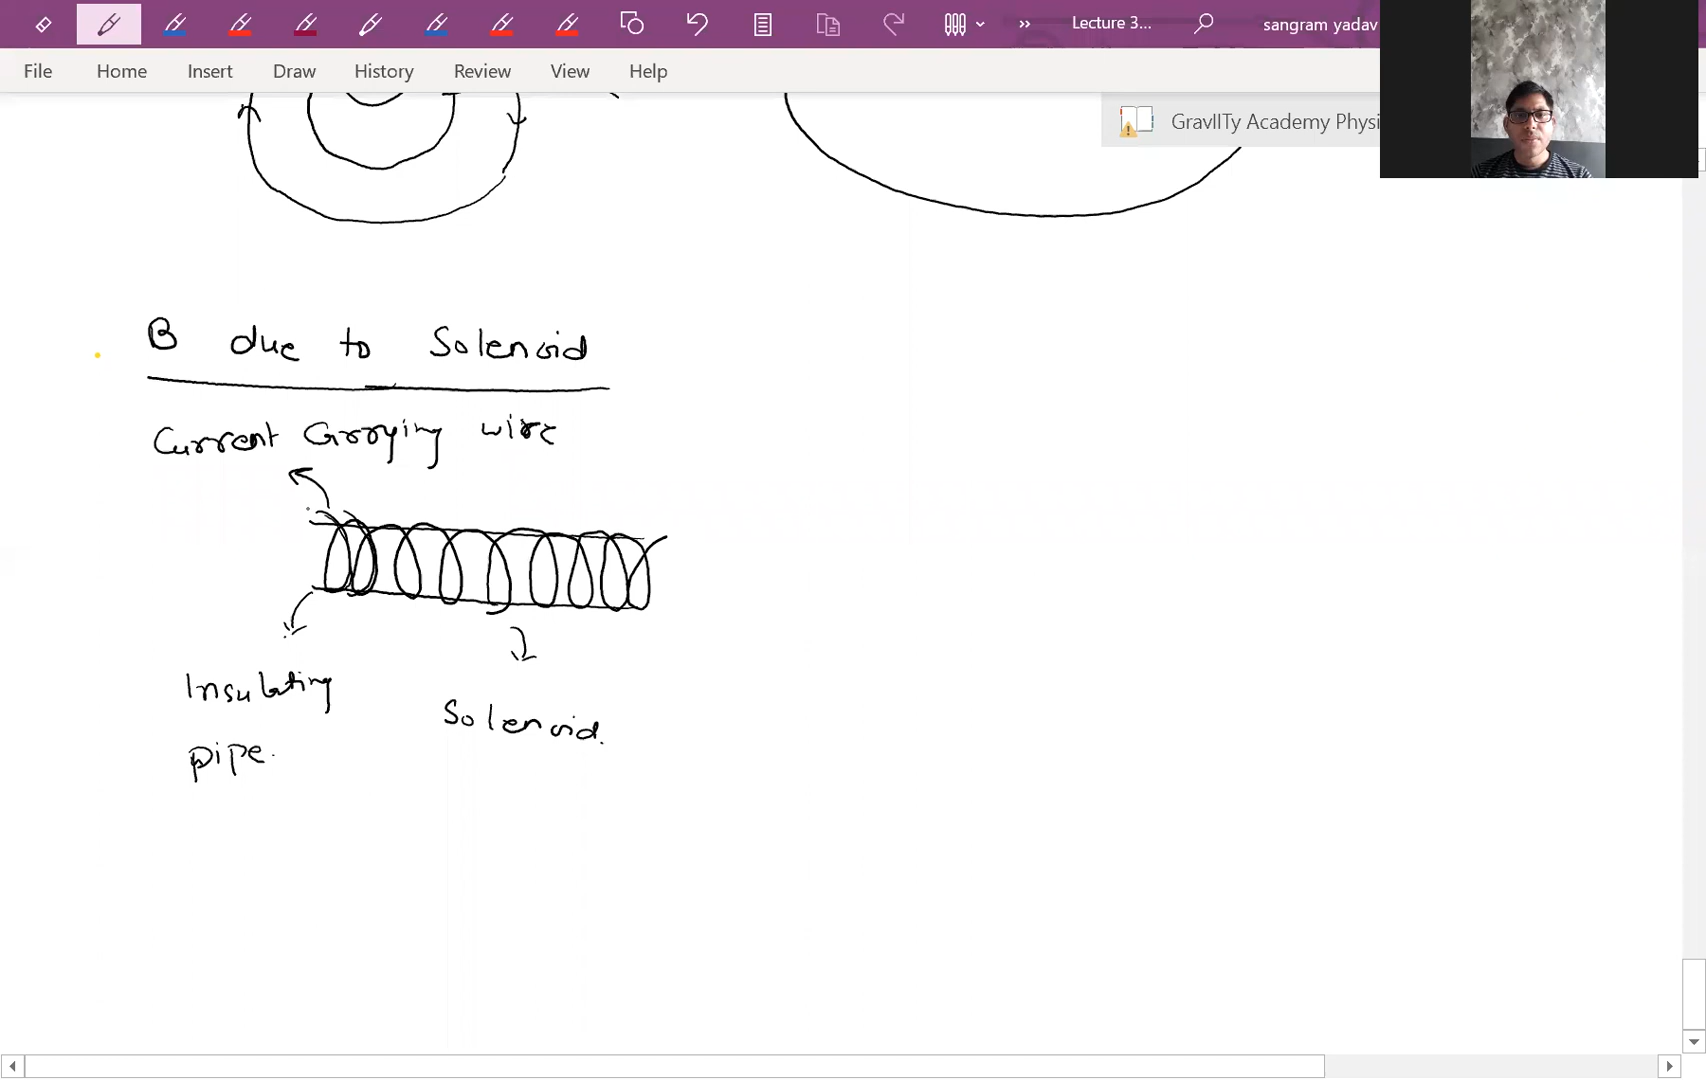 Lecture 3...
sangram yadav
File Home Insert Draw History Review View Help
GravIITy Academy Physi
B due to Solenoid
Current Carrying wire
Insulating
pipe.
Solenoid.